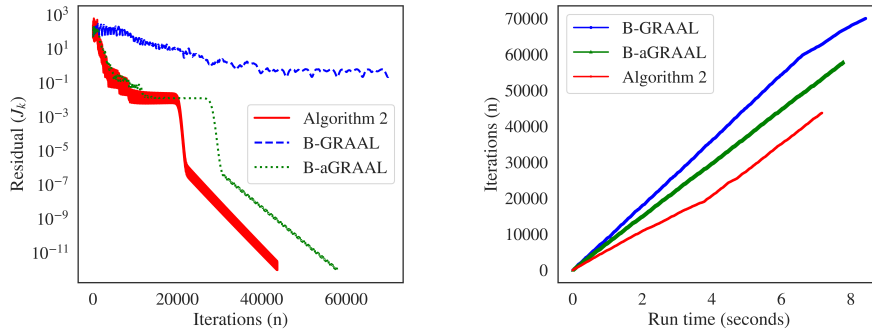 10^3
10^1
10^-1
10^-3
10^-5
10^-7
10^-9
10^-11
Residual (J_k)
Algorithm 2
B-GRAAL
B-aGRAAL
0
20000
40000
60000
Iterations (n)
70000
60000
50000
40000
30000
20000
10000
0
Iterations (n)
B-GRAAL
B-aGRAAL
Algorithm 2
0
2
4
6
8
Run time (seconds)